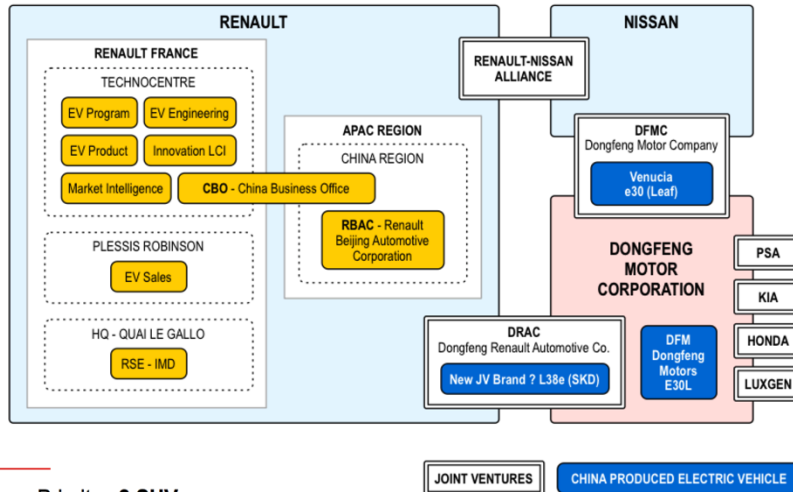 RENAULT
NISSAN
RENAULT FRANCE
TECHNOCENTRE
EV Program
EV Engineering
EV Product
Innovation LCI
Market Intelligence
CBO - China Business Office
PLESSIS ROBINSON
EV Sales
HQ - QUAI LE GALLO
RSE - IMD
APAC REGION
CHINA REGION
RBAC - Renault
Beijing Automotive
Corporation
RENAULT-NISSAN
ALLIANCE
DFMC
Dongfeng Motor Company
Venucia
e30 (Leaf)
DONGFENG
MOTOR
CORPORATION
PSA
KIA
HONDA
LUXGEN
DRAC
Dongfeng Renault Automotive Co.
New JV Brand ? L38e (SKD)
DFM
Dongfeng
Motors
E30L
JOINT VENTURES
CHINA PRODUCED ELECTRIC VEHICLE